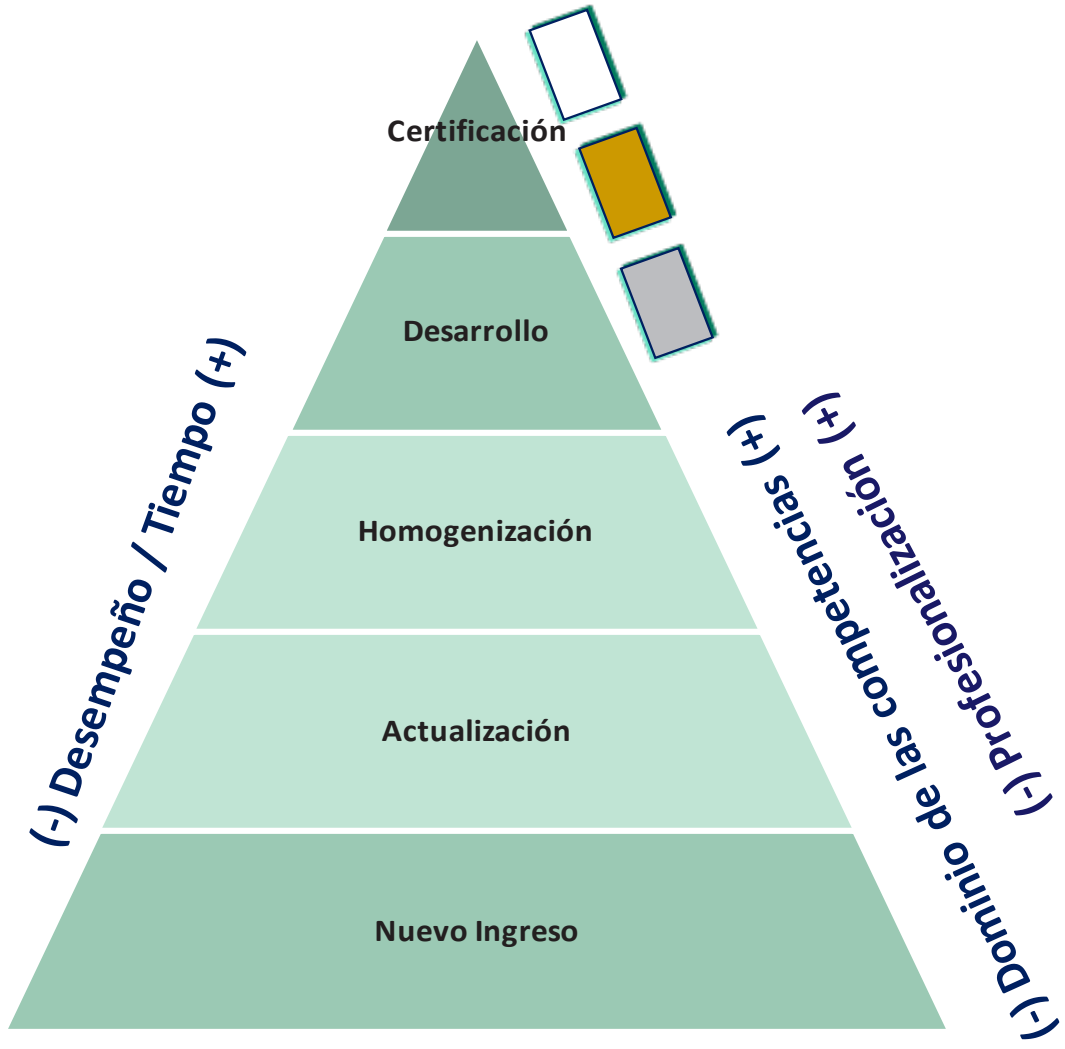 Certificación
Desarrollo
Homogenización
Actualización
Nuevo Ingreso
(-) Desempeño / Tiempo (+)
(-) Dominio de las competencias (+)
(-) Profesionalización (+)